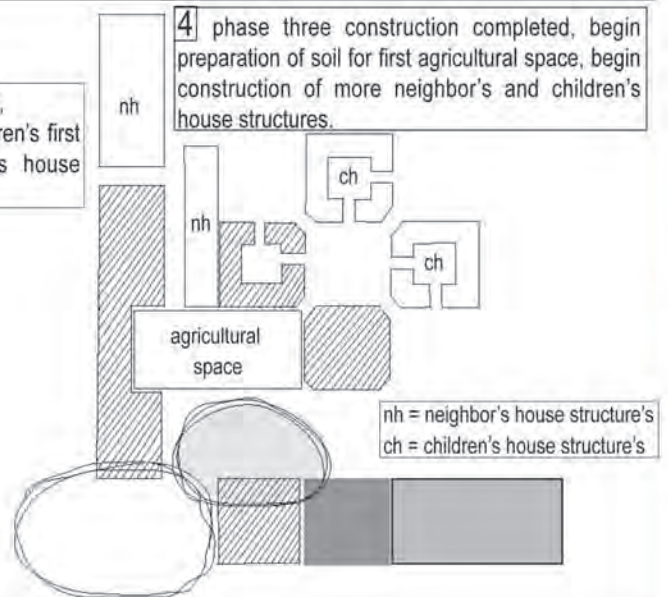 4 phase three construction completed, begin
preparation of soil for first agricultural space, begin
construction of more neighbor's and children's
house structures.
,
ren's first
s house
nh
nh
ch
ch
agricultural
space
nh = neighbor's house structure's
ch = children's house structure's